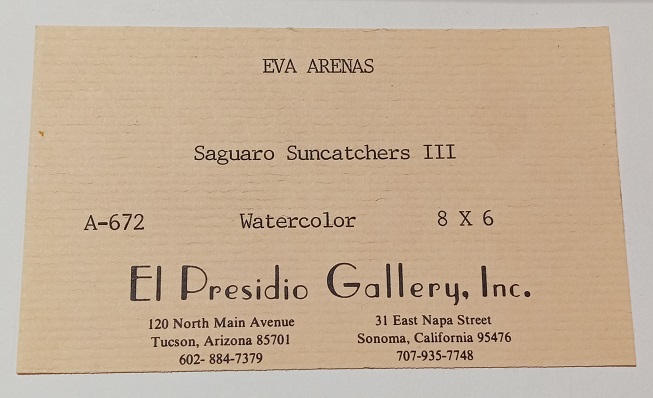 EVA ARENAS
Saguaro Suncatchers III
A-672 Watercolor 8 X 6
El Presidio Gallery, Inc.
120 North Main Avenue 31 East Napa Street
Tucson, Arizona 85701 Sonoma, California 95476
602- 884-7379 707-935-7748